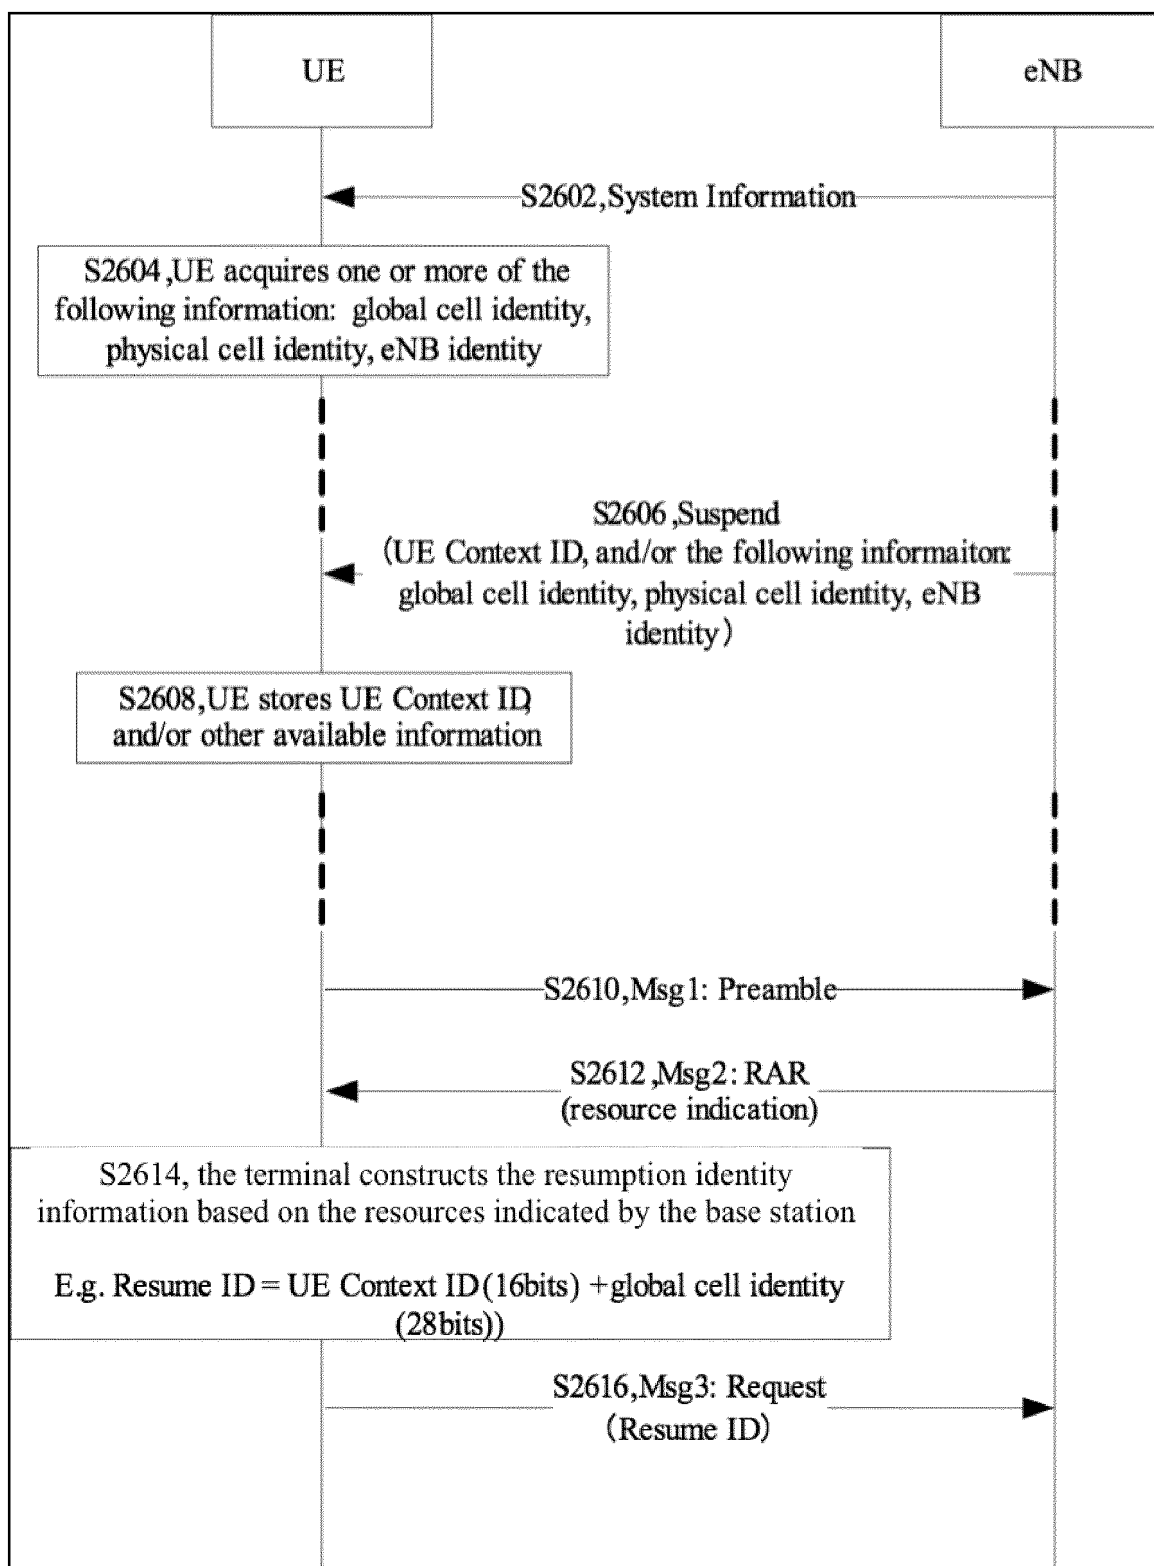 UE
eNB
S2602,System Information
S2604,UE acquires one or more of the
following information: global cell identity,
physical cell identity, eNB identity
S2606,Suspend
(UE Context ID, and/or the following informaiton:
global cell identity, physical cell identity, eNB
identity)
S2608,UE stores UE Context ID,
and/or other available information
S2610,Msg1: Preamble
S2612,Msg2: RAR
(resource indication)
S2614, the terminal constructs the resumption identity
information based on the resources indicated by the base station
E.g. Resume ID = UE Context ID(16bits) +global cell identity
(28bits))
S2616,Msg3: Request
(Resume ID)